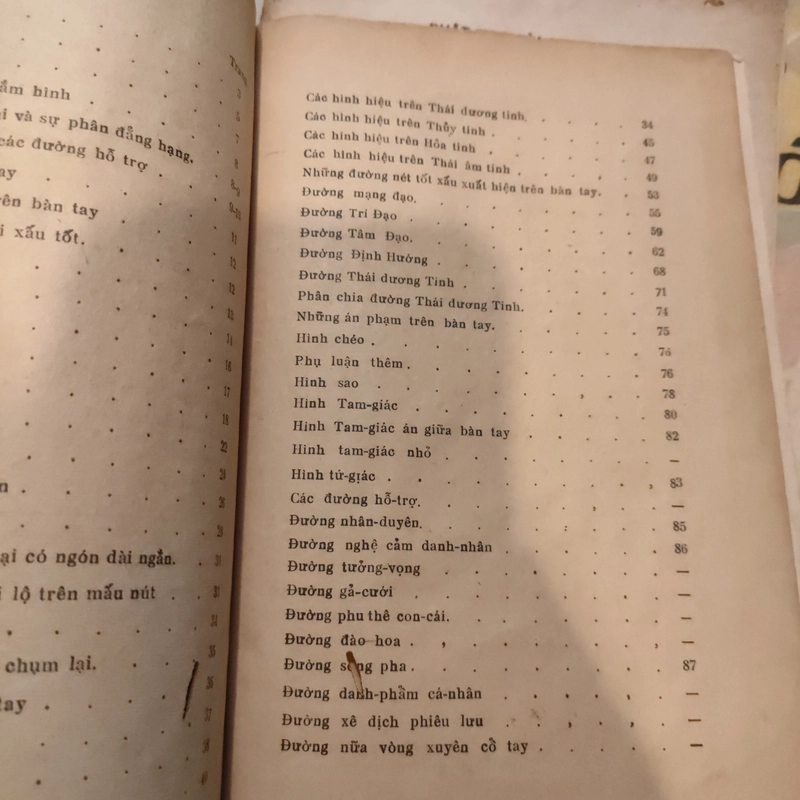 Trang
ầm bình
i và sự phân đẳng hạng.
các đường hỗ trợ
ay
ên bàn tay
i xấu tốt.
n
ại có ngón dài ngắn.
i lộ trên mấu nút
chụm lại.
tay
Các hình hiệu trên Thái dương tinh. 34
Các hình hiệu trên Thủy tinh 45
Các hình hiệu trên Hỏa tinh 47
Các hình hiệu trên Thái âm tinh 49
Những đường nét tốt xấu xuất hiện trên bàn tay. 53
Đường mạng đạo. 55
Đường Trí Đạo 59
Đường Tâm Đạo. 62
Đường Định Hướng 68
Đường Thái dương Tinh 71
Phân chia đường Thái dương Tinh. 74
Những án phạm trên bàn tay. 75
Hình chéo 76
Phụ luận thêm 76
Hình sao 78
Hình Tam-giác 80
Hình Tam-giác án giữa bàn tay 82
Hình tam-giác nhỏ —
Hình tứ-giác 83
Các đường hỗ-trợ. —
Đường nhân-duyên. 85
Đường nghệ cảm danh-nhân 86
Đường tưởng-vọng —
Đường gả-cưới —
Đường phu thê con-cái. —
Đường đào hoa —
Đường sóng pha 87
Đường danh-phẩm cá-nhân —
Đường xê dịch phiêu lưu —
Đường nữa vòng xuyên cổ tay —